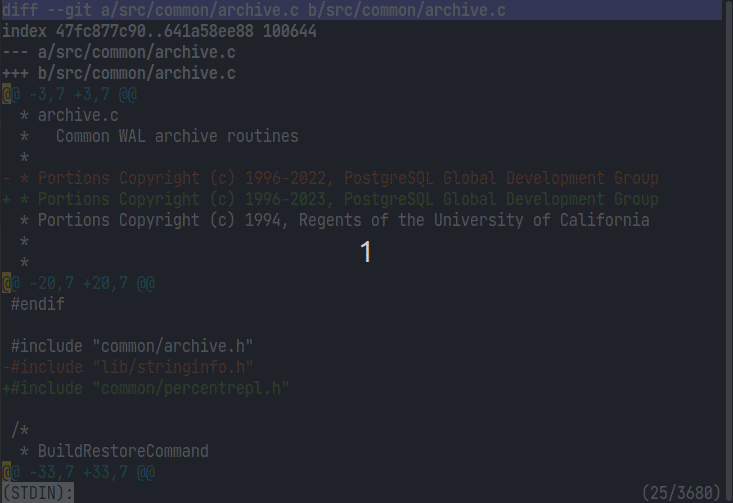 diff --git a/src/common/archive.c b/src/common/archive.c
index 47fc877c90..641a58ee88 100644
--- a/src/common/archive.c
+++ b/src/common/archive.c
@@ -3,7 +3,7 @@
  * archive.c
  *   Common WAL archive routines
  *
- * Portions Copyright (c) 1996-2022, PostgreSQL Global Development Group
+ * Portions Copyright (c) 1996-2023, PostgreSQL Global Development Group
  * Portions Copyright (c) 1994, Regents of the University of California
  *
1
  *
@@ -20,7 +20,7 @@
 #endif

 #include "common/archive.h"
-#include "lib/stringinfo.h"
+#include "common/percentrepl.h"

 /*
  * BuildRestoreCommand
@@ -33,7 +33,7 @@
(STDIN): (25/3680)